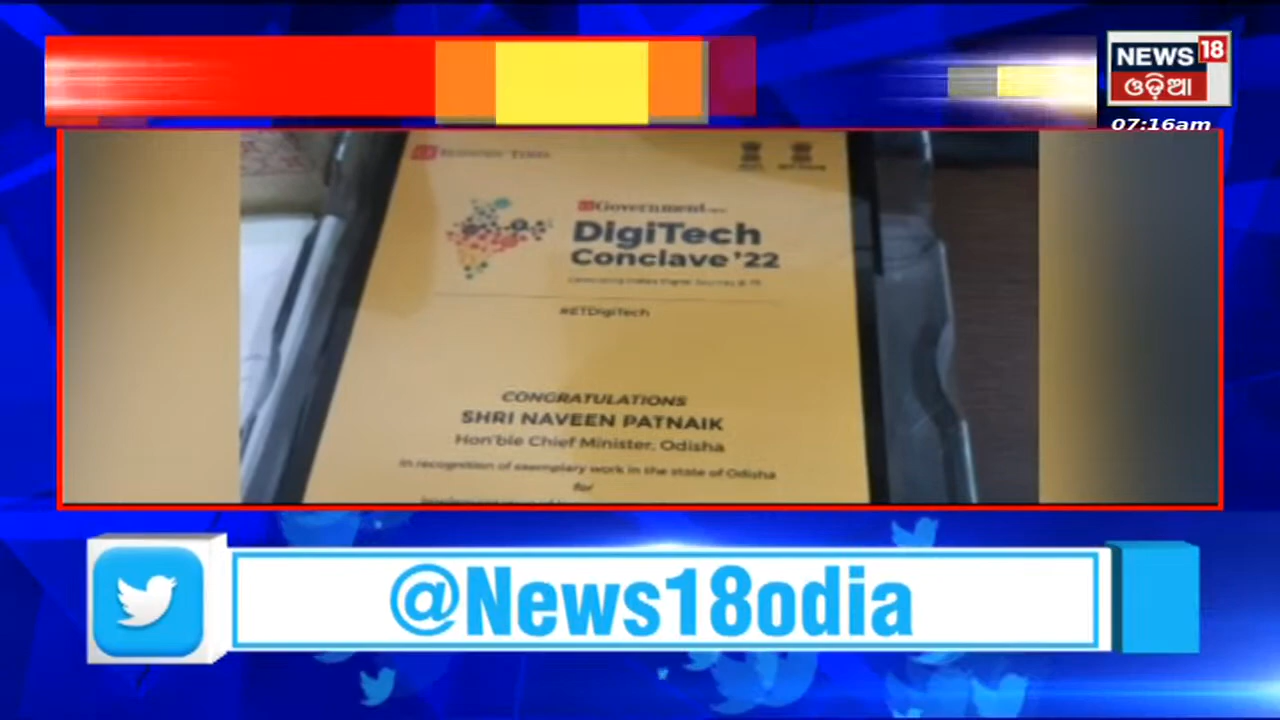 NEWS 18
ଓଡ଼ିଆ
07:16am
Government
DigiTech
Conclave '22
#ETDigiTech
CONGRATULATIONS
SHRI NAVEEN PATNAIK
Hon'ble Chief Minister, Odisha
In recognition of exemplary work in the state of Odisha
for
@News18odia